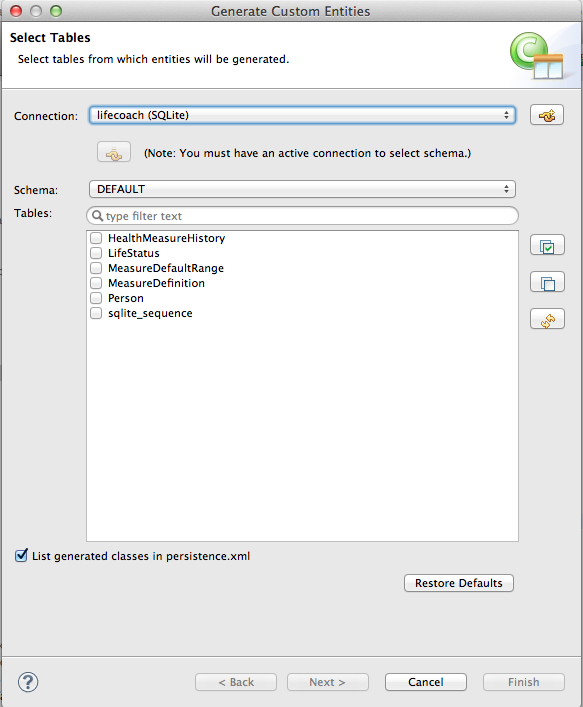 Generate Custom Entities
Select Tables
Select tables from which entities will be generated.
Connection: lifecoach (SQLite)
(Note: You must have an active connection to select schema.)
Schema: DEFAULT
Tables: type filter text
HealthMeasureHistory
LifeStatus
MeasureDefaultRange
MeasureDefinition
Person
sqlite_sequence
List generated classes in persistence.xml
Restore Defaults
? < Back Next > Cancel Finish